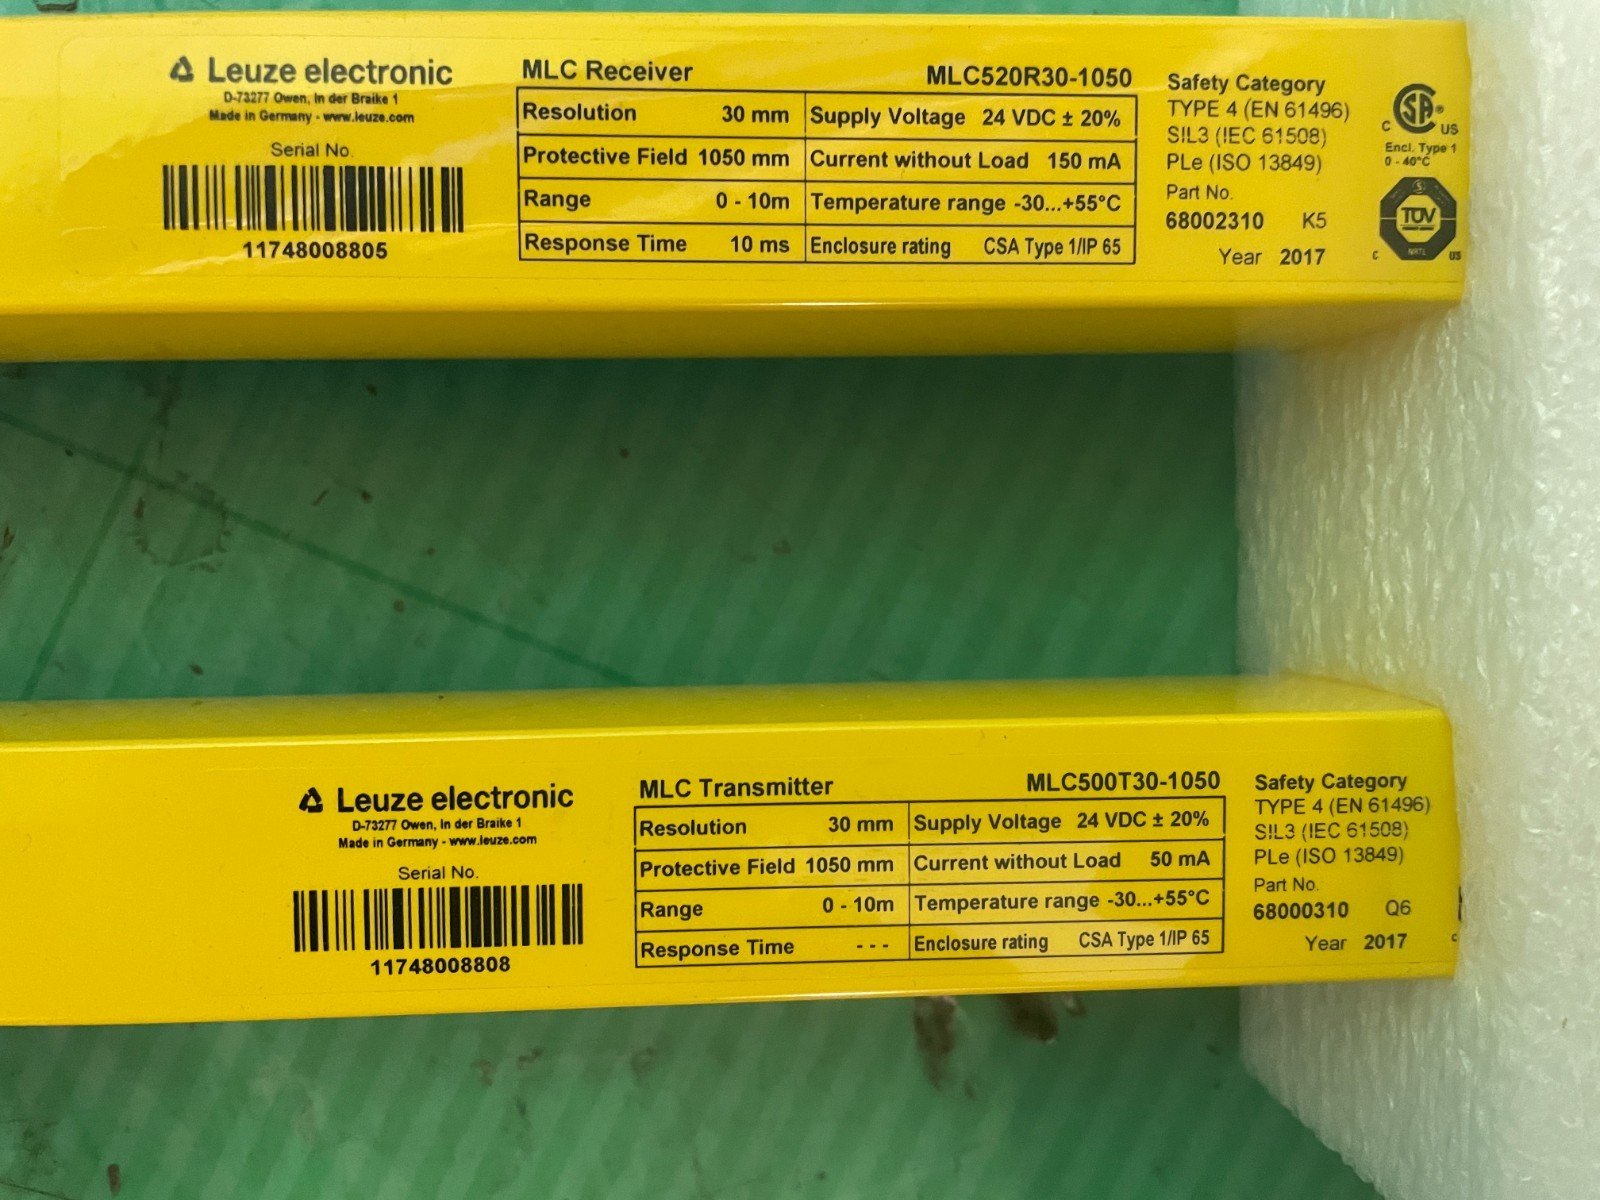 Leuze electronic
D-73277 Owen, In der Braike 1
Made in Germany - www.leuze.com
Serial No.
11748008805
MLC Receiver MLC520R30-1050
Resolution 30 mm Supply Voltage 24 VDC ± 20%
Protective Field 1050 mm Current without Load 150 mA
Range 0 - 10m Temperature range -30...+55°C
Response Time 10 ms Enclosure rating CSA Type 1/IP 65
Safety Category
TYPE 4 (EN 61496)
SIL3 (IEC 61508)
PLe (ISO 13849)
Part No.
68002310 K5
Year 2017
C SA ® US
Encl. Type 1
0 - 40°C
TÜV
NRTL
C US
Leuze electronic
D-73277 Owen, In der Braike 1
Made in Germany - www.leuze.com
Serial No.
11748008808
MLC Transmitter MLC500T30-1050
Resolution 30 mm Supply Voltage 24 VDC ± 20%
Protective Field 1050 mm Current without Load 50 mA
Range 0 - 10m Temperature range -30...+55°C
Response Time - - - Enclosure rating CSA Type 1/IP 65
Safety Category
TYPE 4 (EN 61496)
SIL3 (IEC 61508)
PLe (ISO 13849)
Part No.
68000310 Q6
Year 2017
C